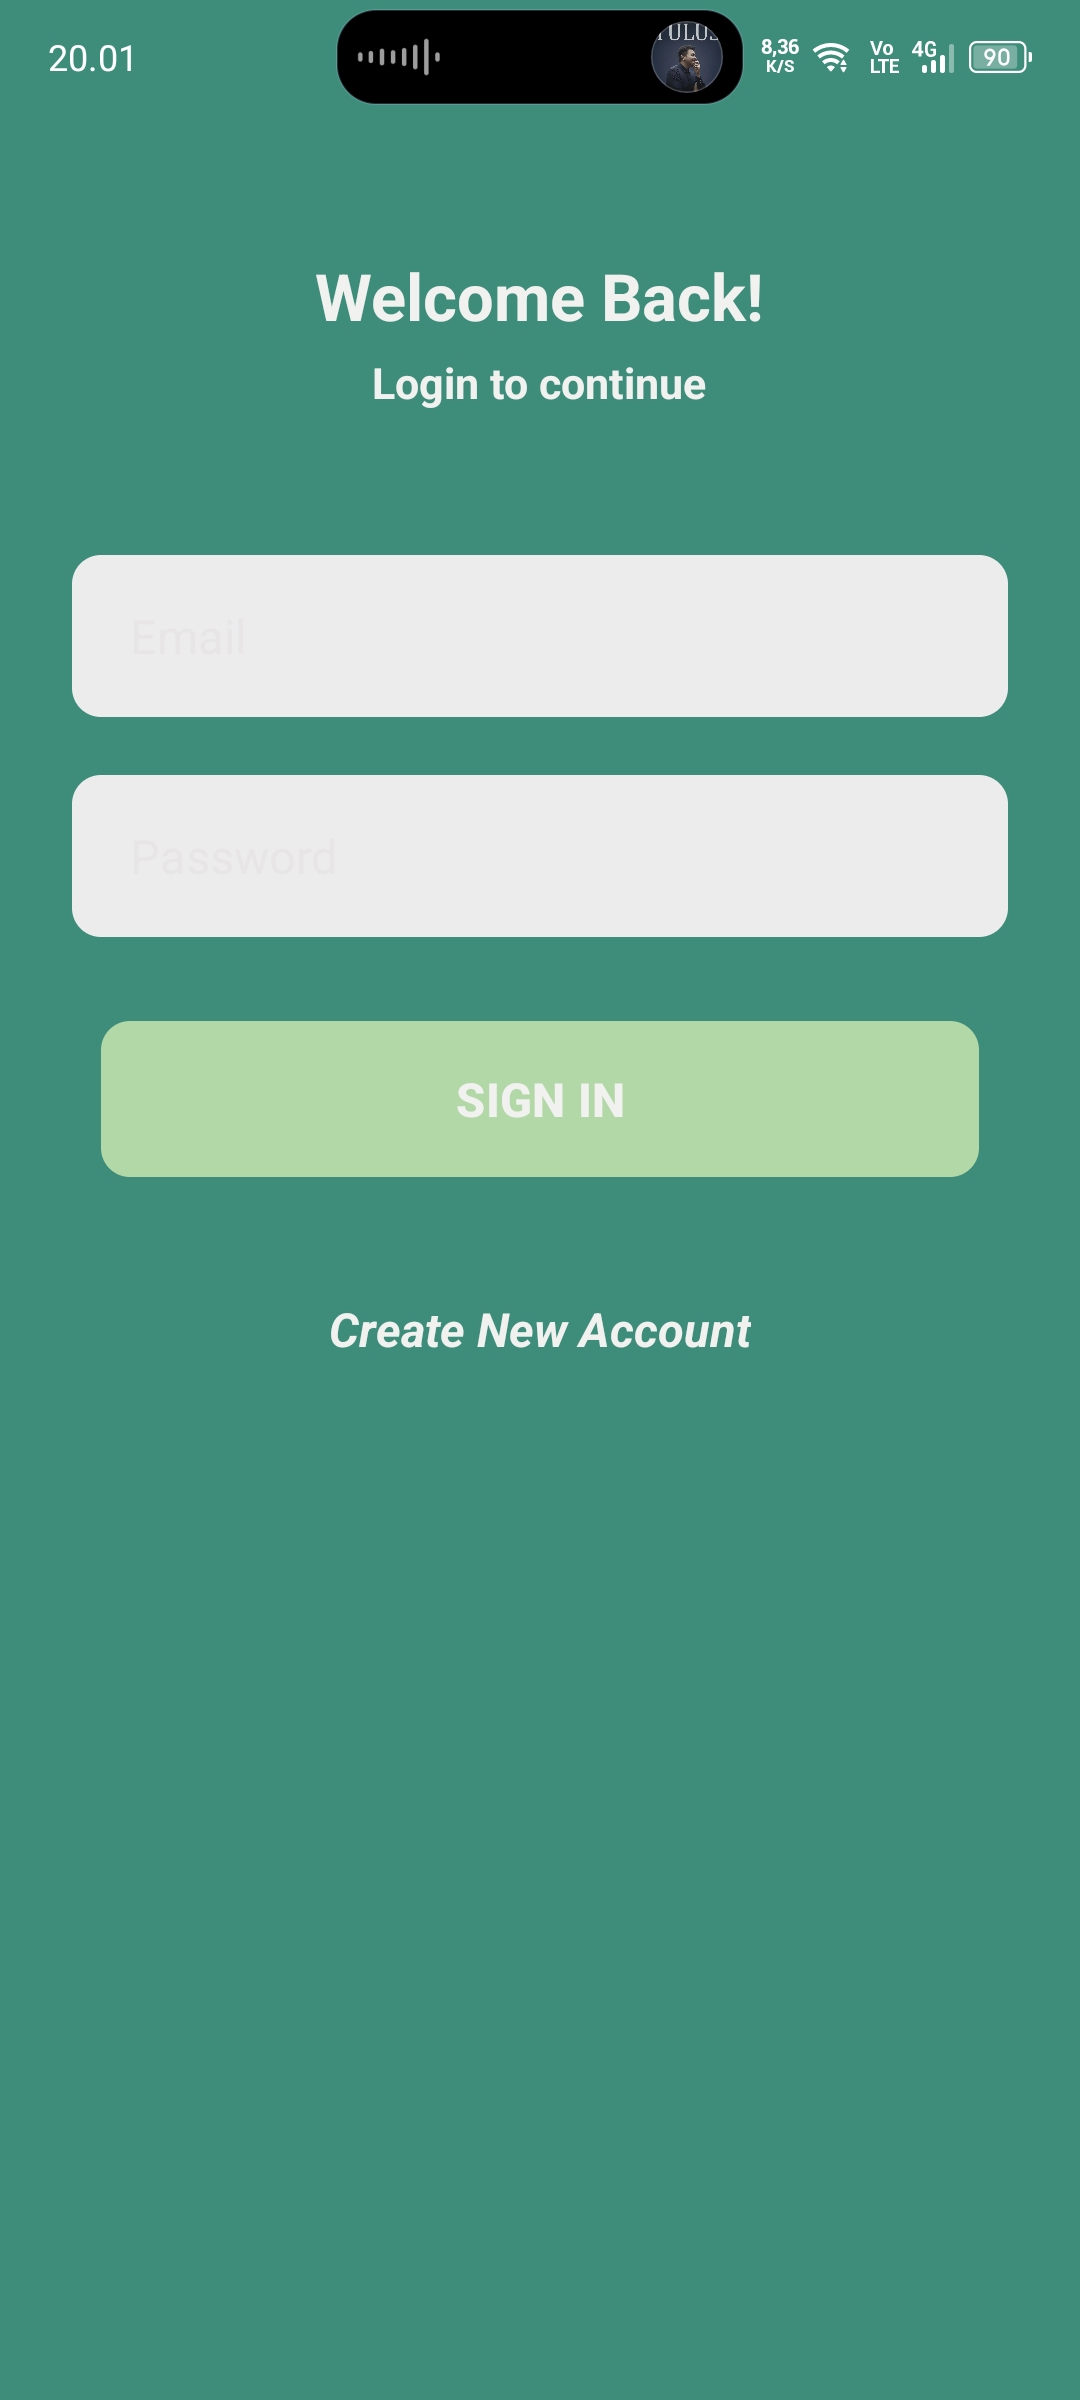 20.01
TULUS
8,36
K/S
Vo
LTE
4G
90
Welcome Back!
Login to continue
Email
Password
SIGN IN
Create New Account